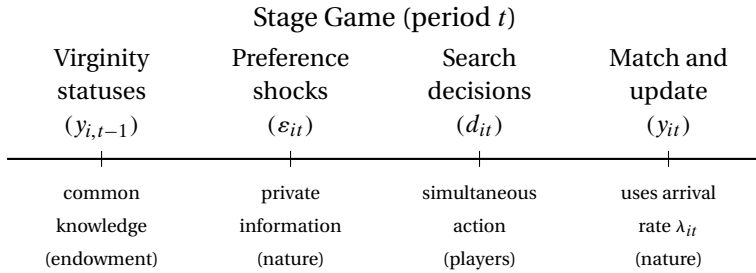 Stage Game (period t)
Virginity Preference Search Match and
statuses shocks decisions update
(y_{i,t−1}) (ε_{it}) (d_{it}) (y_{it})
common private simultaneous uses arrival
knowledge information action rate λ_{it}
(endowment) (nature) (players) (nature)